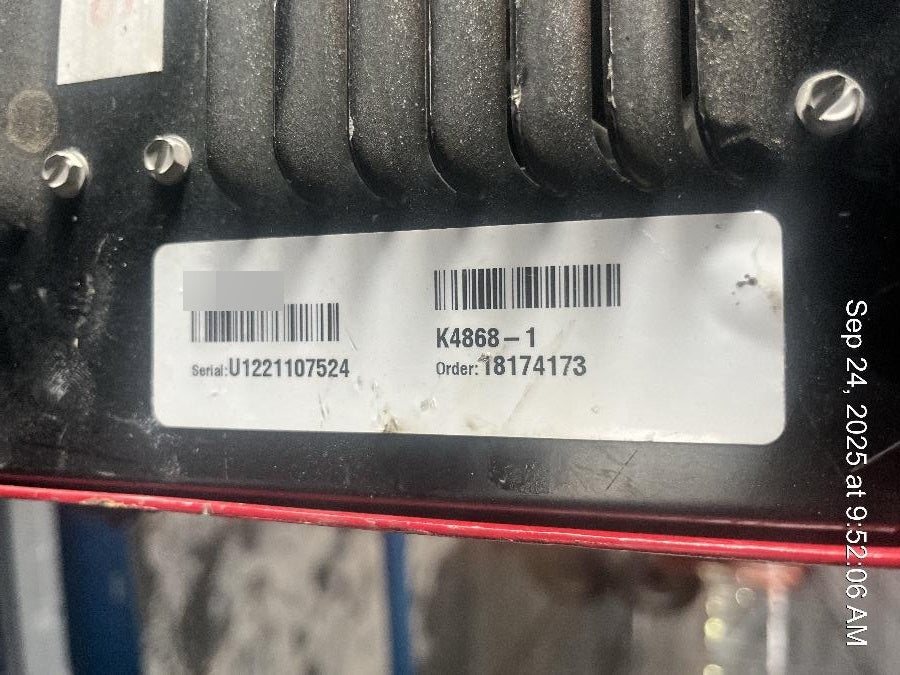 K4868-1
Serial:U1221107524
Order:18174173
Sep 24, 2025 at 9:52:06 AM